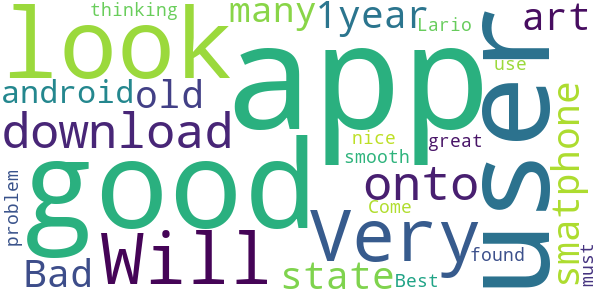 thinking
many
1year
art
Lario
look
app
user
use
android
old
download
nice
great
smooth
smatphone
good
onto
problem
Come
Very
Will
found
must
Bad
state
Best